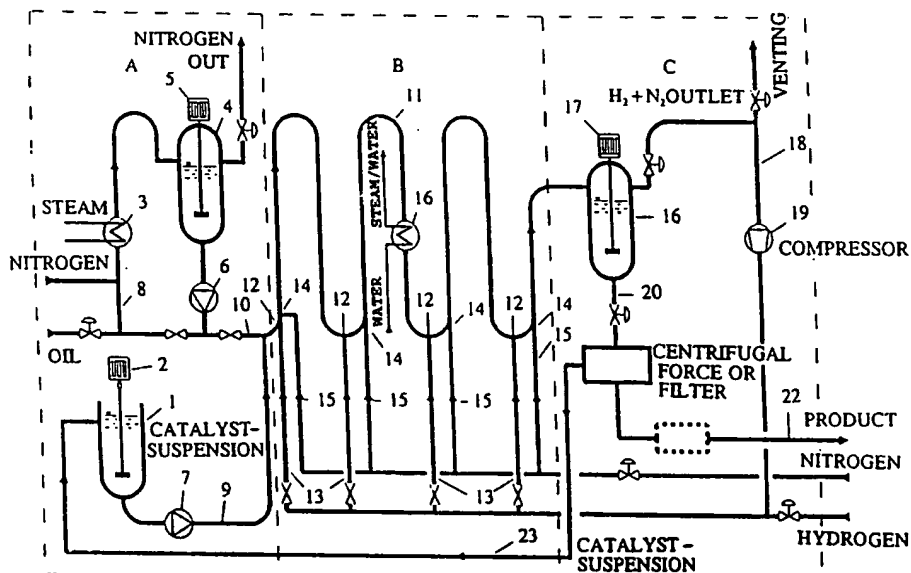 NITROGEN
OUT
A
B
C
VENTING
5
4
11
17
H₂ + N₂ OUTLET
18
STEAM
3
STEAM/WATER
16
16
19
COMPRESSOR
NITROGEN
8
6
10
12
14
12
WATER
12
14
12
14
20
OIL
14
15
2
CENTRIFUGAL
FORCE OR
FILTER
1
CATALYST-
SUSPENSION
15
15
15
22
PRODUCT
7
9
13
13
NITROGEN
HYDROGEN
23
CATALYST-
SUSPENSION